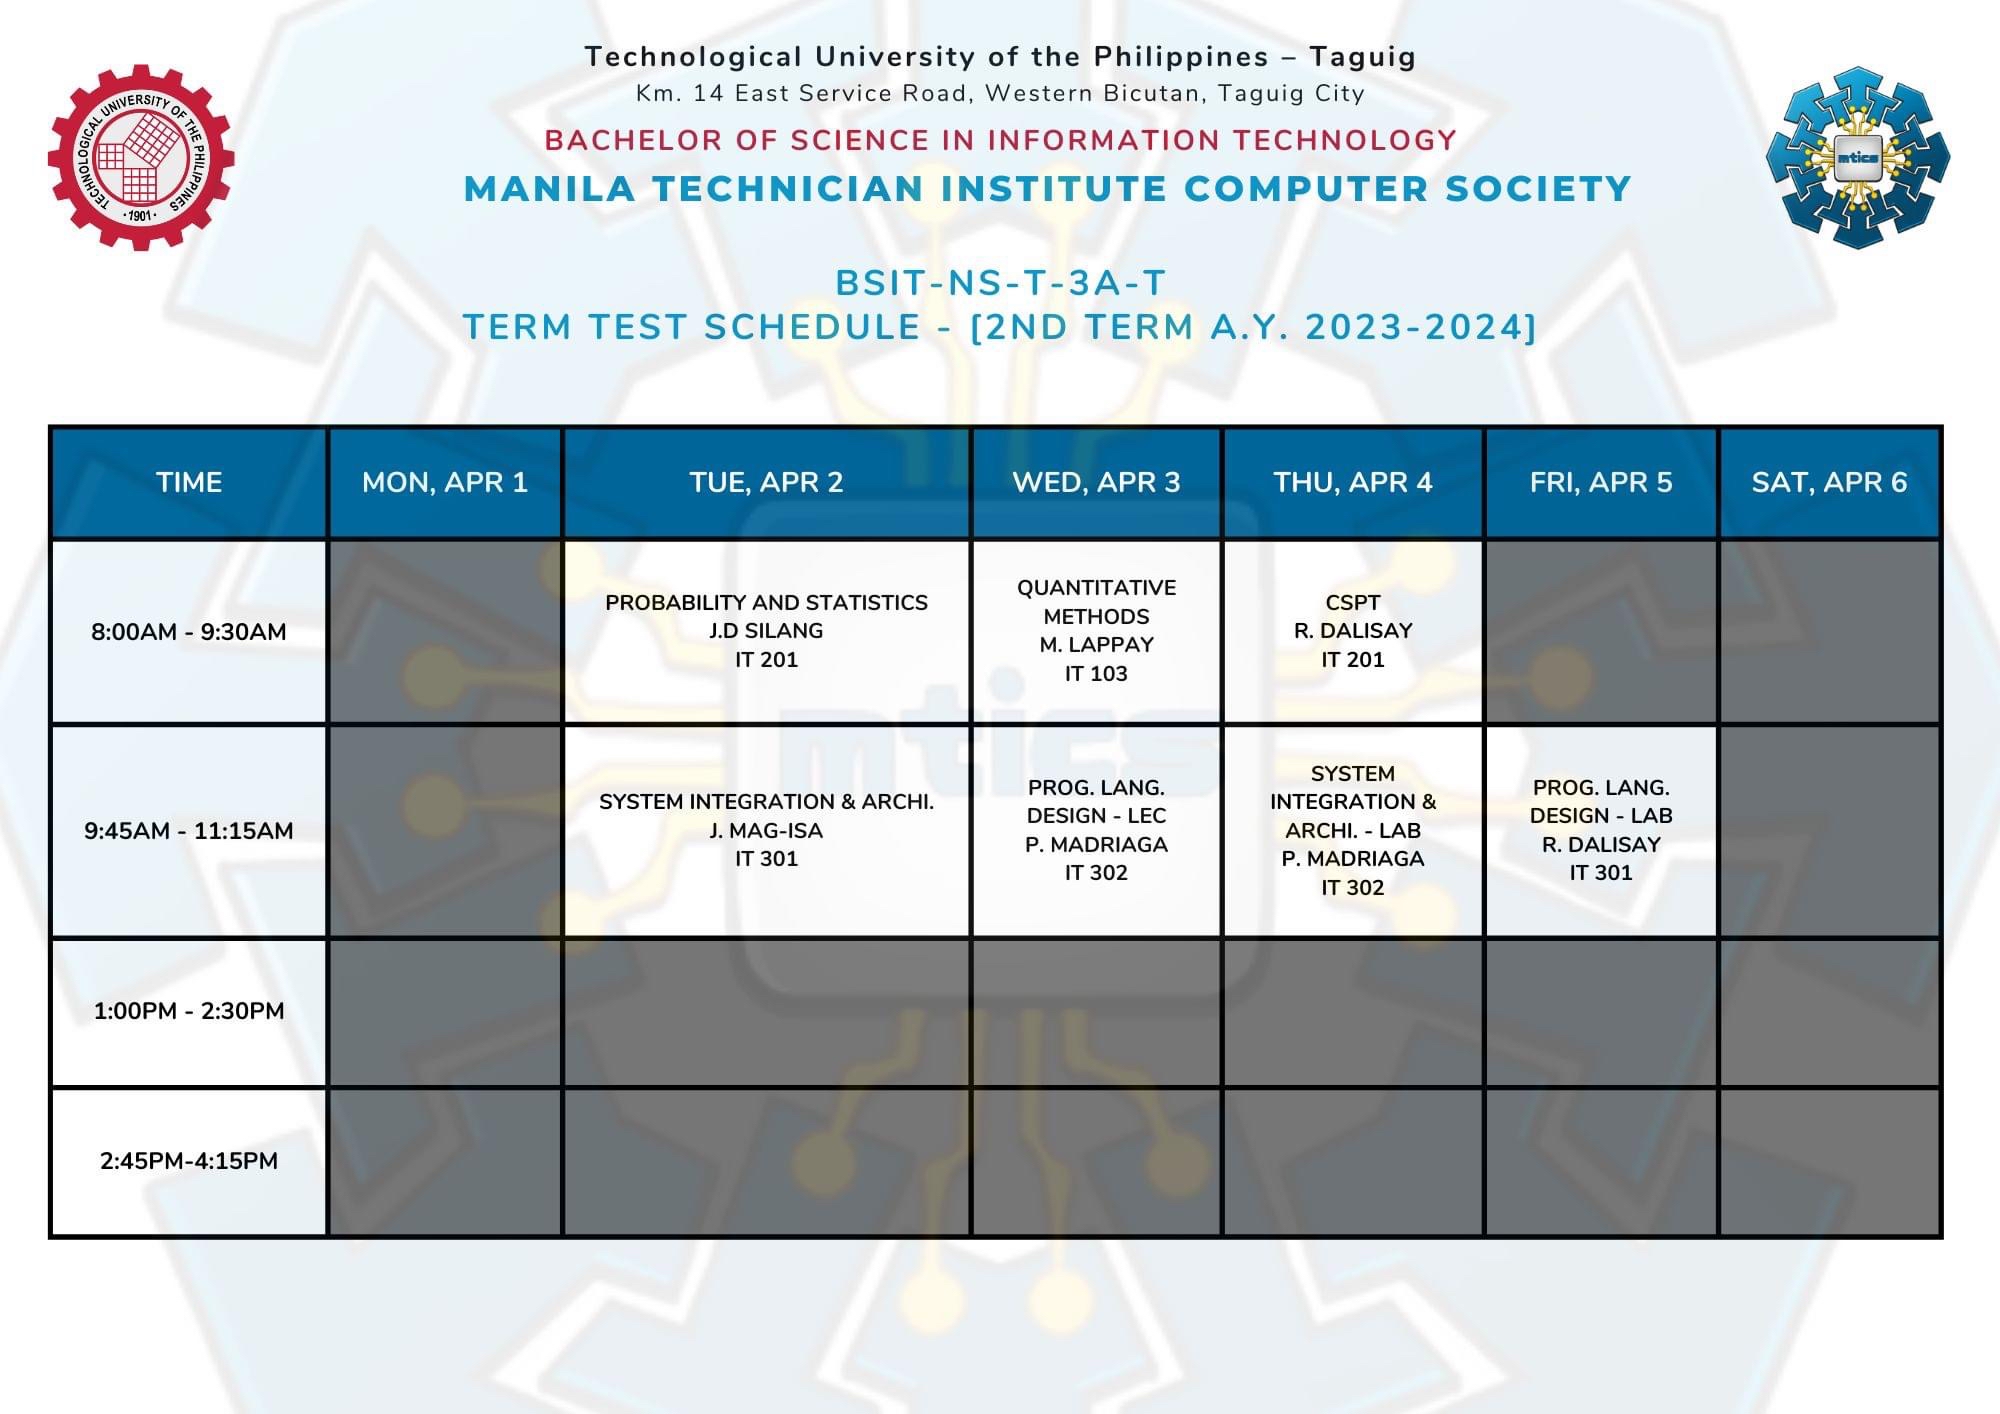 Technological University of the Philippines – Taguig
Km. 14 East Service Road, Western Bicutan, Taguig City
BACHELOR OF SCIENCE IN INFORMATION TECHNOLOGY
MANILA TECHNICIAN INSTITUTE COMPUTER SOCIETY
TECHNOLOGICAL UNIVERSITY OF THE PHILIPPINES
·1901·
mtics
BSIT-NS-T-3A-T
TERM TEST SCHEDULE - [2ND TERM A.Y. 2023-2024]
TIME
MON, APR 1
TUE, APR 2
WED, APR 3
THU, APR 4
FRI, APR 5
SAT, APR 6
8:00AM - 9:30AM
PROBABILITY AND STATISTICS
J.D SILANG
IT 201
QUANTITATIVE
METHODS
M. LAPPAY
IT 103
CSPT
R. DALISAY
IT 201
9:45AM - 11:15AM
SYSTEM INTEGRATION & ARCHI.
J. MAG-ISA
IT 301
PROG. LANG.
DESIGN - LEC
P. MADRIAGA
IT 302
SYSTEM
INTEGRATION &
ARCHI. - LAB
P. MADRIAGA
IT 302
PROG. LANG.
DESIGN - LAB
R. DALISAY
IT 301
1:00PM - 2:30PM
2:45PM-4:15PM
mtics